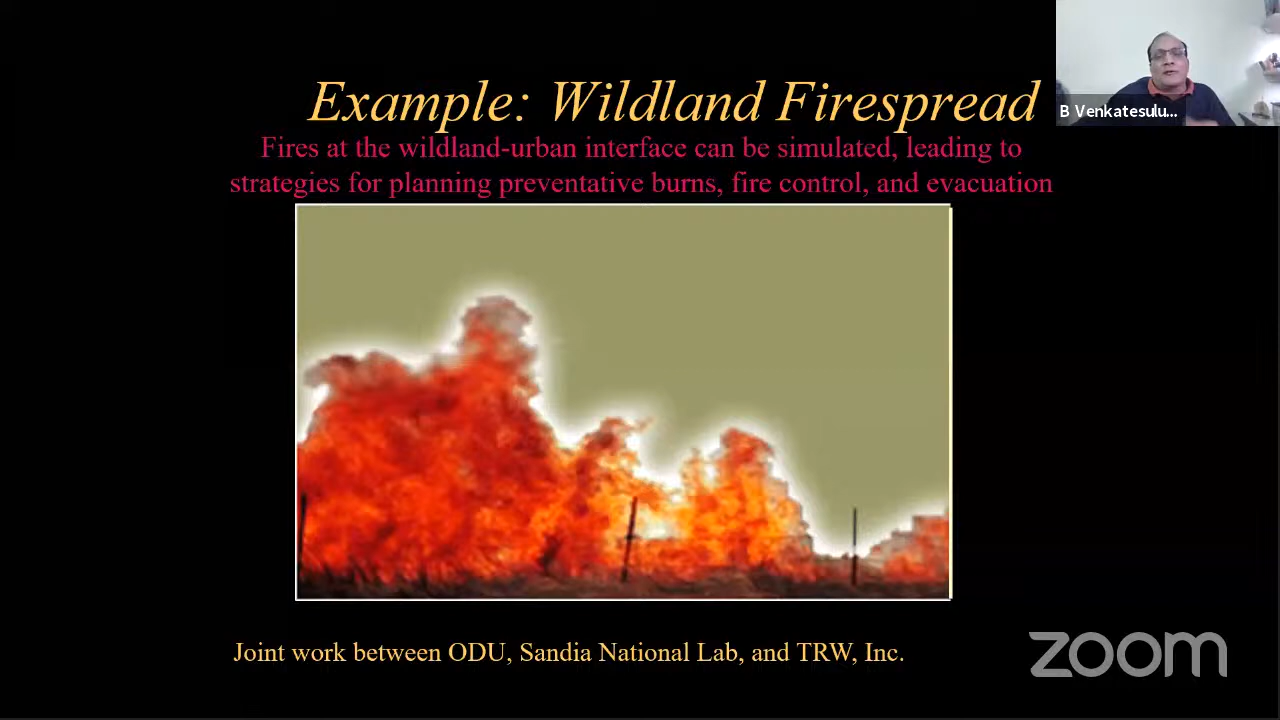 Example: Wildland Firespread
B Venkatesulu...
Fires at the wildland-urban interface can be simulated, leading to
strategies for planning preventative burns, fire control, and evacuation
Joint work between ODU, Sandia National Lab, and TRW, Inc.
zoom